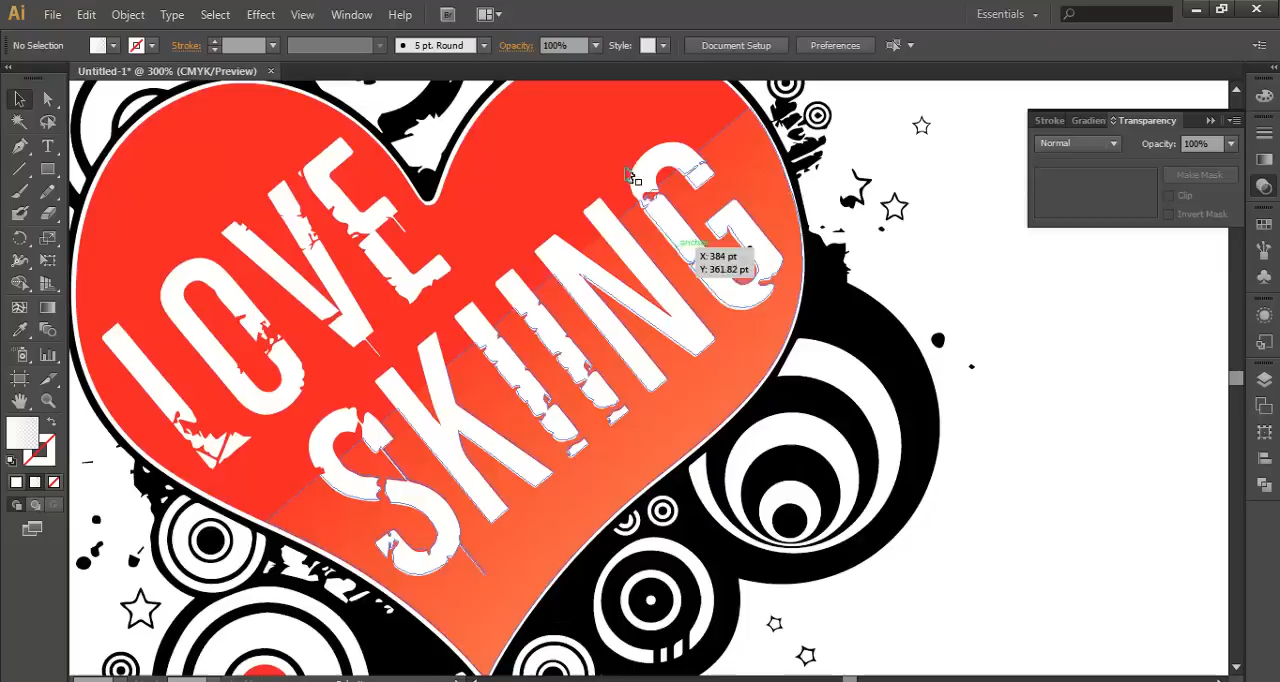 Ai File Edit Object Type Select Effect View Window Help Br Essentials
No Selection Stroke: 5 pt. Round Opacity: 100% Style: Document Setup Preferences
Untitled-1* @ 300% (CMYK/Preview)
Stroke Gradien Transparency
Normal Opacity: 100%
Make Mask
Clip
Invert Mask
LOVE
SKIING
X: 384 pt
Y: 361.82 pt